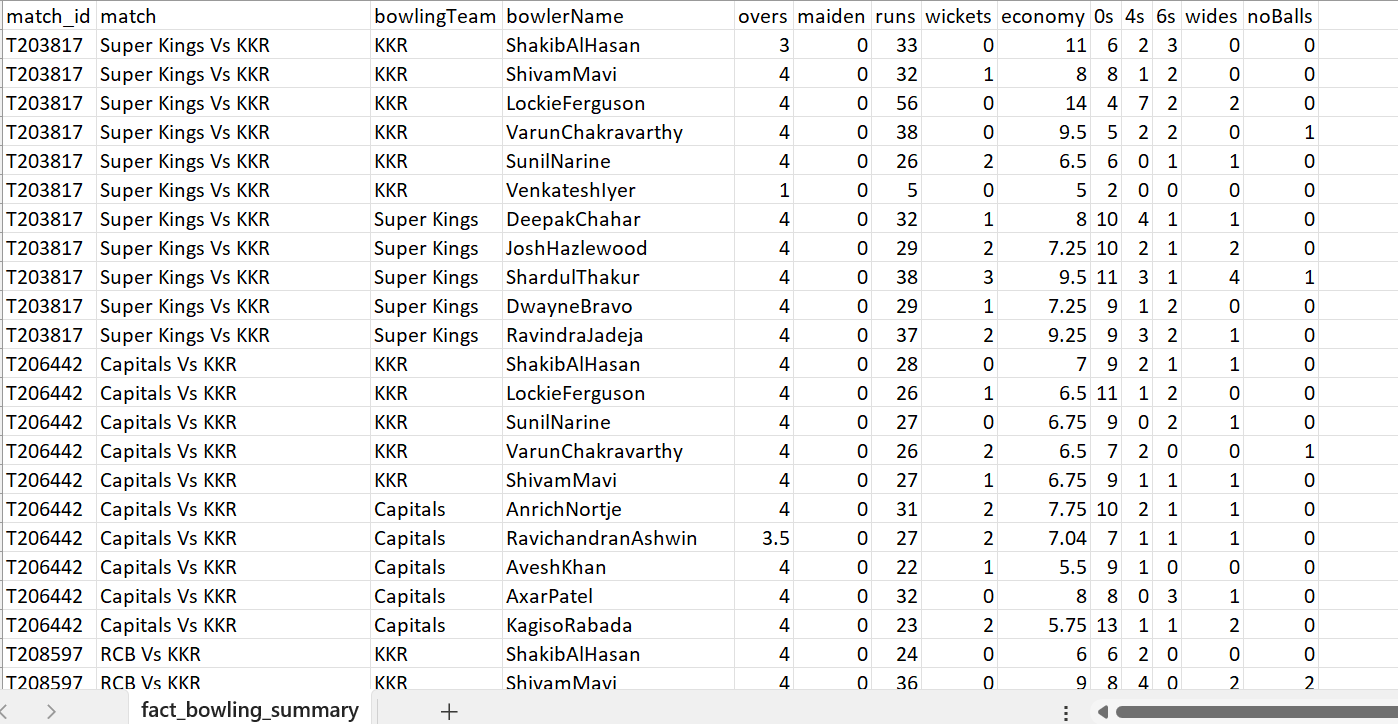 match_id match bowlingTeam bowlerName overs maiden runs wickets economy 0s 4s 6s wides noBalls
T203817 Super Kings Vs KKR KKR ShakibAlHasan 3 0 33 0 11 6 2 3 0 0
T203817 Super Kings Vs KKR KKR ShivamMavi 4 0 32 1 8 8 1 2 0 0
T203817 Super Kings Vs KKR KKR LockieFerguson 4 0 56 0 14 4 7 2 2 0
T203817 Super Kings Vs KKR KKR VarunChakravarthy 4 0 38 0 9.5 5 2 2 0 1
T203817 Super Kings Vs KKR KKR SunilNarine 4 0 26 2 6.5 6 0 1 1 0
T203817 Super Kings Vs KKR KKR VenkateshIyer 1 0 5 0 5 2 0 0 0 0
T203817 Super Kings Vs KKR Super Kings DeepakChahar 4 0 32 1 8 10 4 1 1 0
T203817 Super Kings Vs KKR Super Kings JoshHazlewood 4 0 29 2 7.25 10 2 1 2 0
T203817 Super Kings Vs KKR Super Kings ShardulThakur 4 0 38 3 9.5 11 3 1 4 1
T203817 Super Kings Vs KKR Super Kings DwayneBravo 4 0 29 1 7.25 9 1 2 0 0
T203817 Super Kings Vs KKR Super Kings RavindraJadeja 4 0 37 2 9.25 9 3 2 1 0
T206442 Capitals Vs KKR KKR ShakibAlHasan 4 0 28 0 7 9 2 1 1 0
T206442 Capitals Vs KKR KKR LockieFerguson 4 0 26 1 6.5 11 1 2 0 0
T206442 Capitals Vs KKR KKR SunilNarine 4 0 27 0 6.75 9 0 2 1 0
T206442 Capitals Vs KKR KKR VarunChakravarthy 4 0 26 2 6.5 7 2 0 0 1
T206442 Capitals Vs KKR KKR ShivamMavi 4 0 27 1 6.75 9 1 1 1 0
T206442 Capitals Vs KKR Capitals AnrichNortje 4 0 31 2 7.75 10 2 1 1 0
T206442 Capitals Vs KKR Capitals RavichandranAshwin 3.5 0 27 2 7.04 7 1 1 1 0
T206442 Capitals Vs KKR Capitals AveshKhan 4 0 22 1 5.5 9 1 0 0 0
T206442 Capitals Vs KKR Capitals AxarPatel 4 0 32 0 8 8 0 3 1 0
T206442 Capitals Vs KKR Capitals KagisoRabada 4 0 23 2 5.75 13 1 1 2 0
T208597 RCB Vs KKR KKR ShakibAlHasan 4 0 24 0 6 6 2 0 0 0
T208597 RCB Vs KKR KKR ShivamMavi 4 0 36 0 9 8 4 0 2 2
fact_bowling_summary